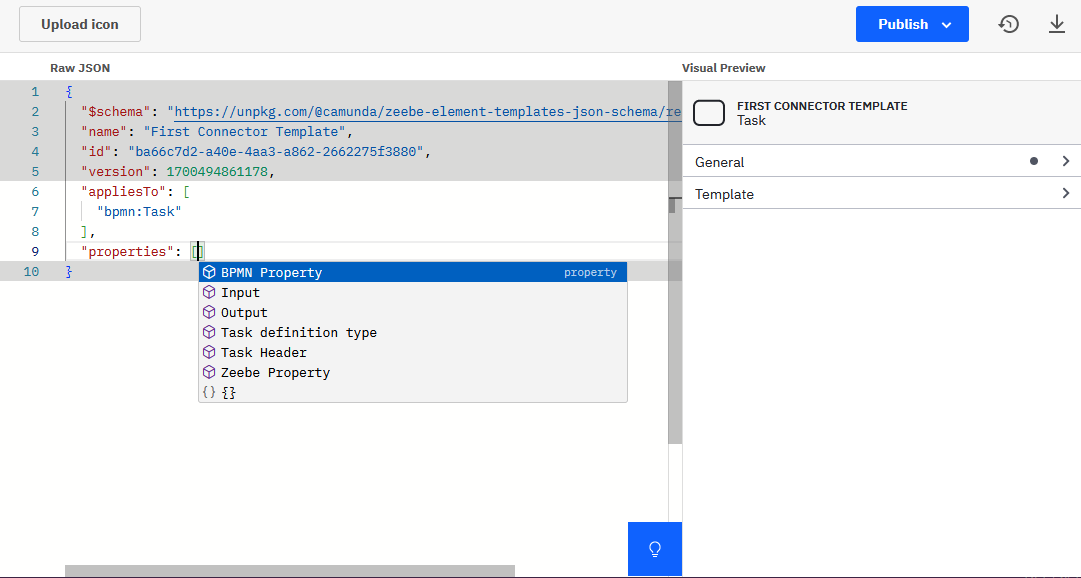 Upload icon
Publish
Raw JSON
Visual Preview
1 {
2 "$schema": "https://unpkg.com/@camunda/zeebe-element-templates-json-schema/re
3 "name": "First Connector Template",
4 "id": "ba66c7d2-a40e-4aa3-a862-2662275f3880",
5 "version": 1700494861178,
6 "appliesTo": [
7 "bpmn:Task"
8 ],
9 "properties": []
10 }
BPMN Property property
Input
Output
Task definition type
Task Header
Zeebe Property
{} {}
FIRST CONNECTOR TEMPLATE
Task
General
Template